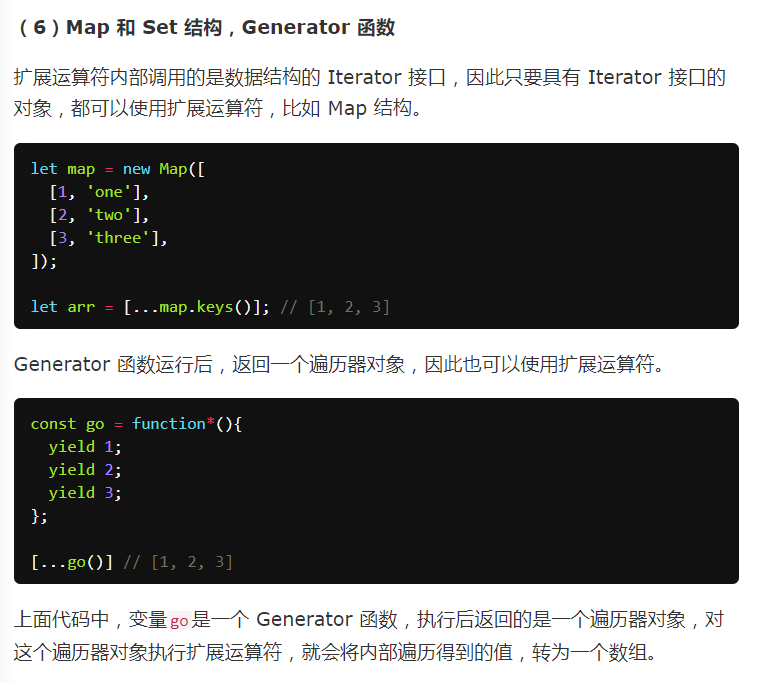 （6）Map 和 Set 结构，Generator 函数
扩展运算符内部调用的是数据结构的 Iterator 接口，因此只要具有 Iterator 接口的
对象，都可以使用扩展运算符，比如 Map 结构。
let map = new Map([
  [1, 'one'],
  [2, 'two'],
  [3, 'three'],
]);
let arr = [...map.keys()]; // [1, 2, 3]
Generator 函数运行后，返回一个遍历器对象，因此也可以使用扩展运算符。
const go = function*(){
  yield 1;
  yield 2;
  yield 3;
};
[...go()] // [1, 2, 3]
上面代码中，变量go是一个 Generator 函数，执行后返回的是一个遍历器对象，对
这个遍历器对象执行扩展运算符，就会将内部遍历得到的值，转为一个数组。